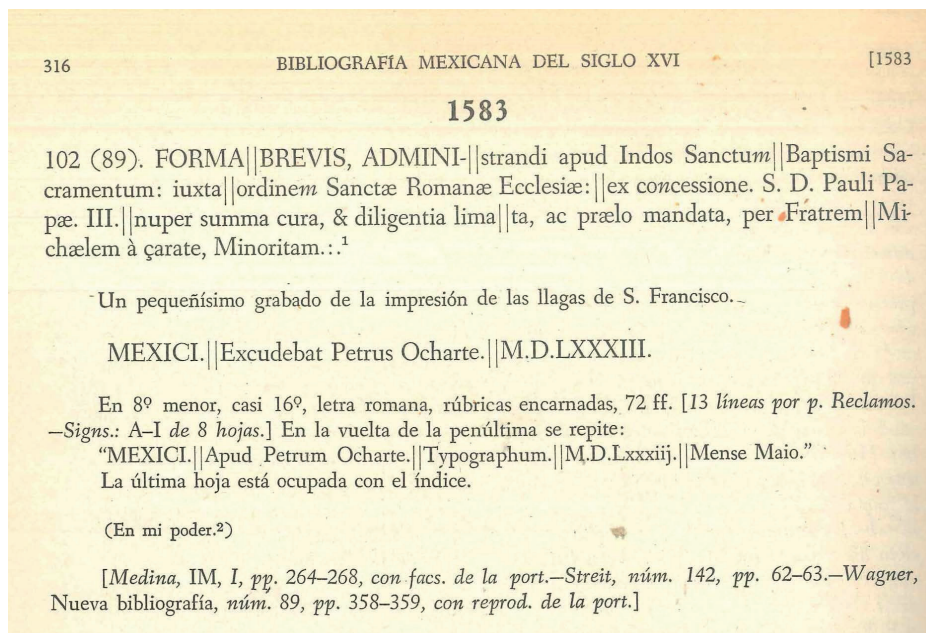 316 BIBLIOGRAFÍA MEXICANA DEL SIGLO XVI [1583
1583
102 (89). FORMA||BREVIS, ADMINI-||strandi apud Indos Sanctum||Baptismi Sa-
cramentum: iuxta||ordinem Sanctæ Romanæ Ecclesiæ:||ex concessione. S. D. Pauli Pa-
pæ. III.||nuper summa cura, & diligentia lima||ta, ac prælo mandata, per Fratrem||Mi-
chælem à çarate, Minoritam.:.¹
Un pequeñísimo grabado de la impresión de las llagas de S. Francisco.
MEXICI.||Excudebat Petrus Ocharte.||M.D.LXXXIII.
En 8º menor, casi 16º, letra romana, rúbricas encarnadas, 72 ff. [13 líneas por p. Reclamos.
—Signs.: A–I de 8 hojas.] En la vuelta de la penúltima se repite:
“MEXICI.||Apud Petrum Ocharte.||Typographum.||M.D.Lxxxiij.||Mense Maio.”
La última hoja está ocupada con el índice.
(En mi poder.²)
[Medina, IM, I, pp. 264–268, con facs. de la port.—Streit, núm. 142, pp. 62–63.—Wagner,
Nueva bibliografía, núm. 89, pp. 358–359, con reprod. de la port.]